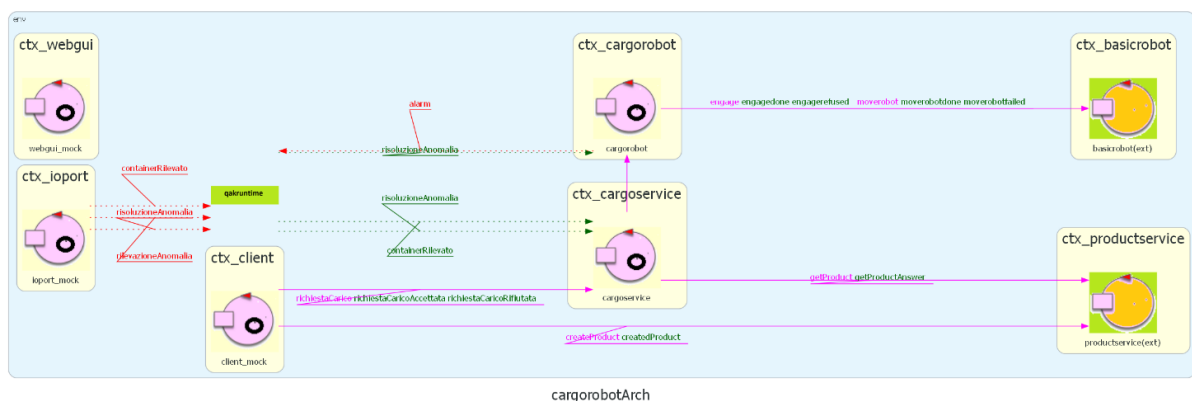 env
ctx_webgui
webgui_mock
ctx_cargorobot
cargorobot
ctx_basicrobot
basicrobot(ext)
alarm
engage engagedone engagerefused moverobot moverobotdone moverobotfailed
risoluzioneAnomalia
ctx_ioport
ioport_mock
containerRilevato
risoluzioneAnomalia
rilevazioneAnomalia
qakruntime
risoluzioneAnomalia
containerRilevato
ctx_cargoservice
cargoservice
ctx_client
client_mock
richiestaCarico richiestaCaricoAccettata richiestaCaricoRifiutata
getProduct getProductAnswer
createProduct createdProduct
ctx_productservice
productservice(ext)
cargorobotArch